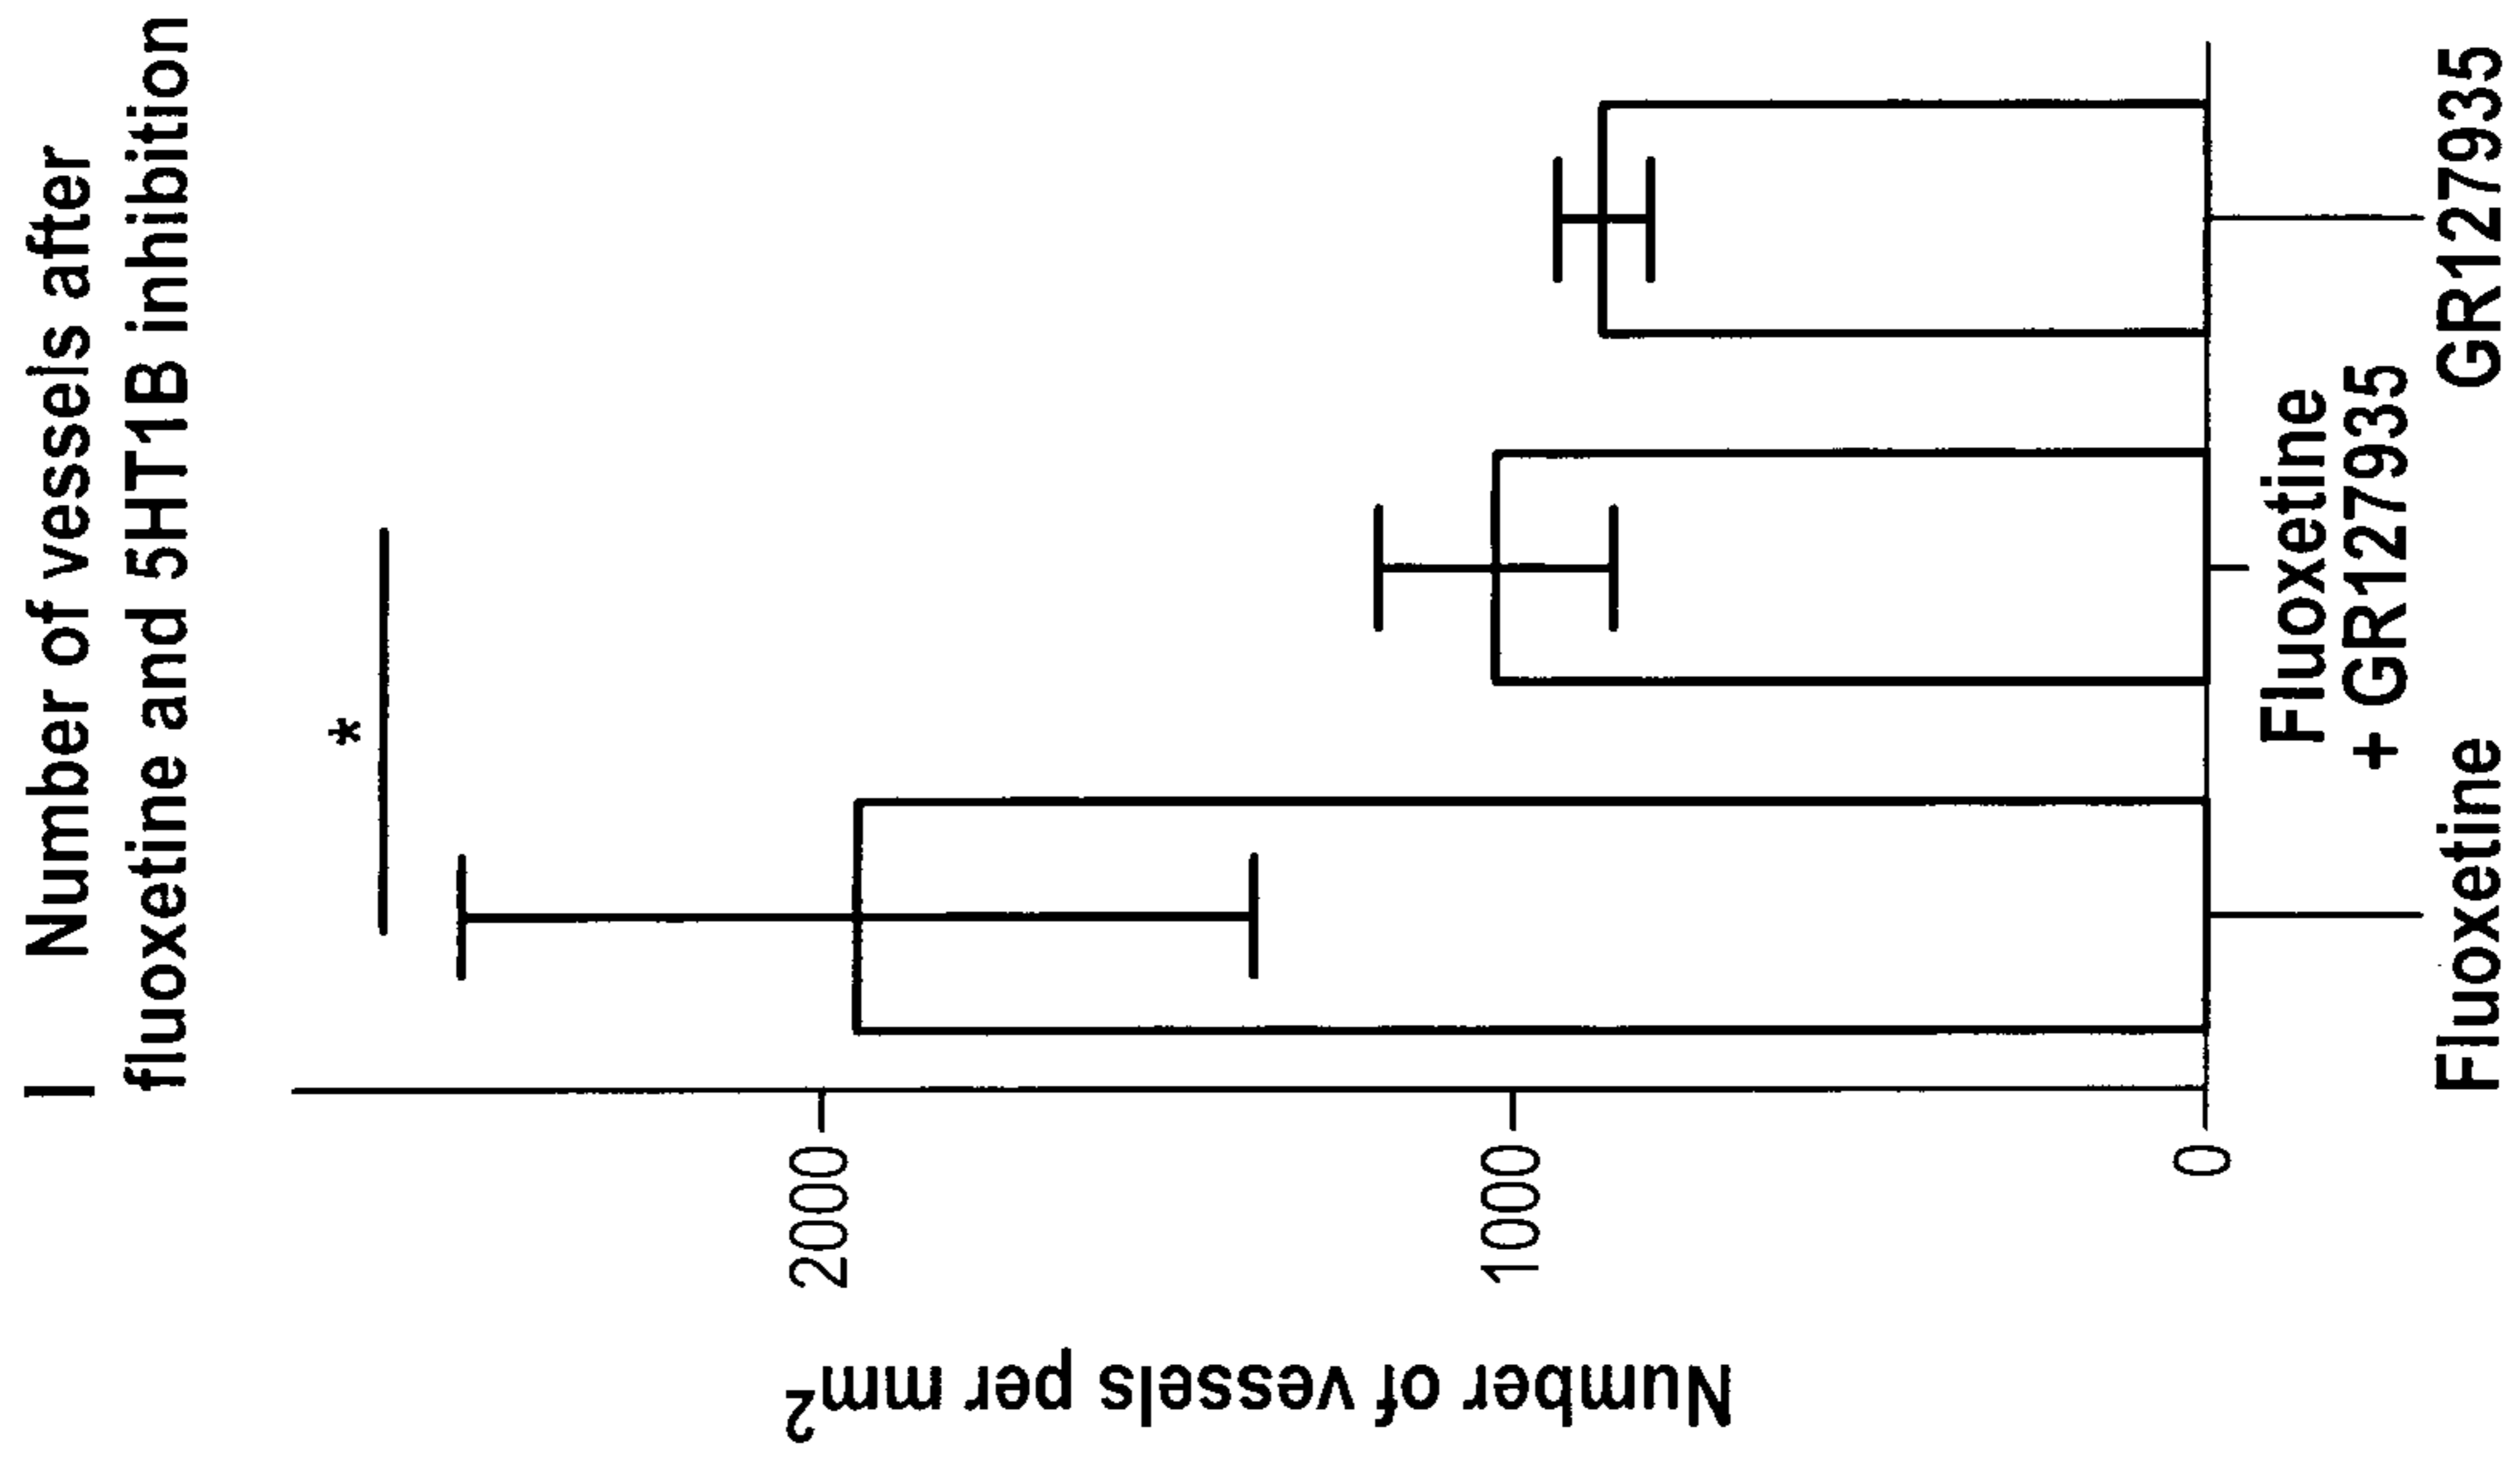 I Number of vessels after
fluoxetine and 5HT1B inhibition
*
Number of vessels per mm2
2000
1000
0
Fluoxetine
Fluoxetine
+ GR127935
GR127935